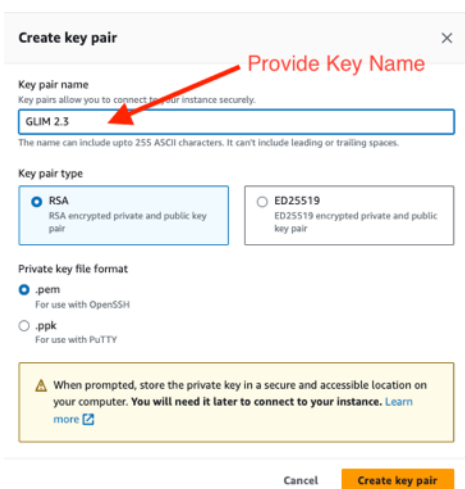 Create key pair
Provide Key Name
Key pair name
Key pairs allow you to connect to your instance securely.
GLIM 2.3
The name can include upto 255 ASCII characters. It can't include leading or trailing spaces.
Key pair type
RSA
RSA encrypted private and public key
pair
ED25519
ED25519 encrypted private and public
key pair
Private key file format
.pem
For use with OpenSSH
.ppk
For use with PuTTY
When prompted, store the private key in a secure and accessible location on
your computer. You will need it later to connect to your instance. Learn
more
Cancel
Create key pair